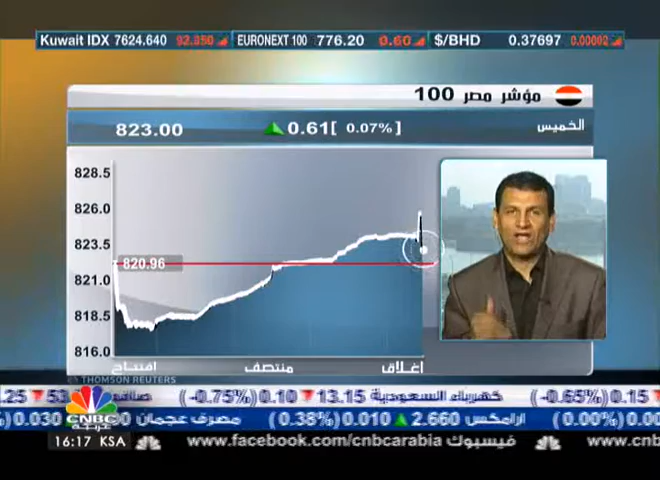 Kuwait IDX 7624.640 92.850 EURONEXT 100 776.20 0.60 $/BHD 0.37697 0.00002
مؤشر مصر 100
823.00 0.61[ 0.07%] الخميس
828.5
826.0
823.5
820.96
821.0
818.5
816.0
افتتاح منتصف إغلاق
THOMSON REUTERS
(-0.65%) 0.15 كهرباء السعودية 13.15 0.10 (-0.75%)
(0.00%) ارامكس 2.660 0.010 (0.38%) مصرف عجمان 0.030
CNBC
عربية
16:17 KSA
www.facebook.com/cnbcarabia فيسبوك